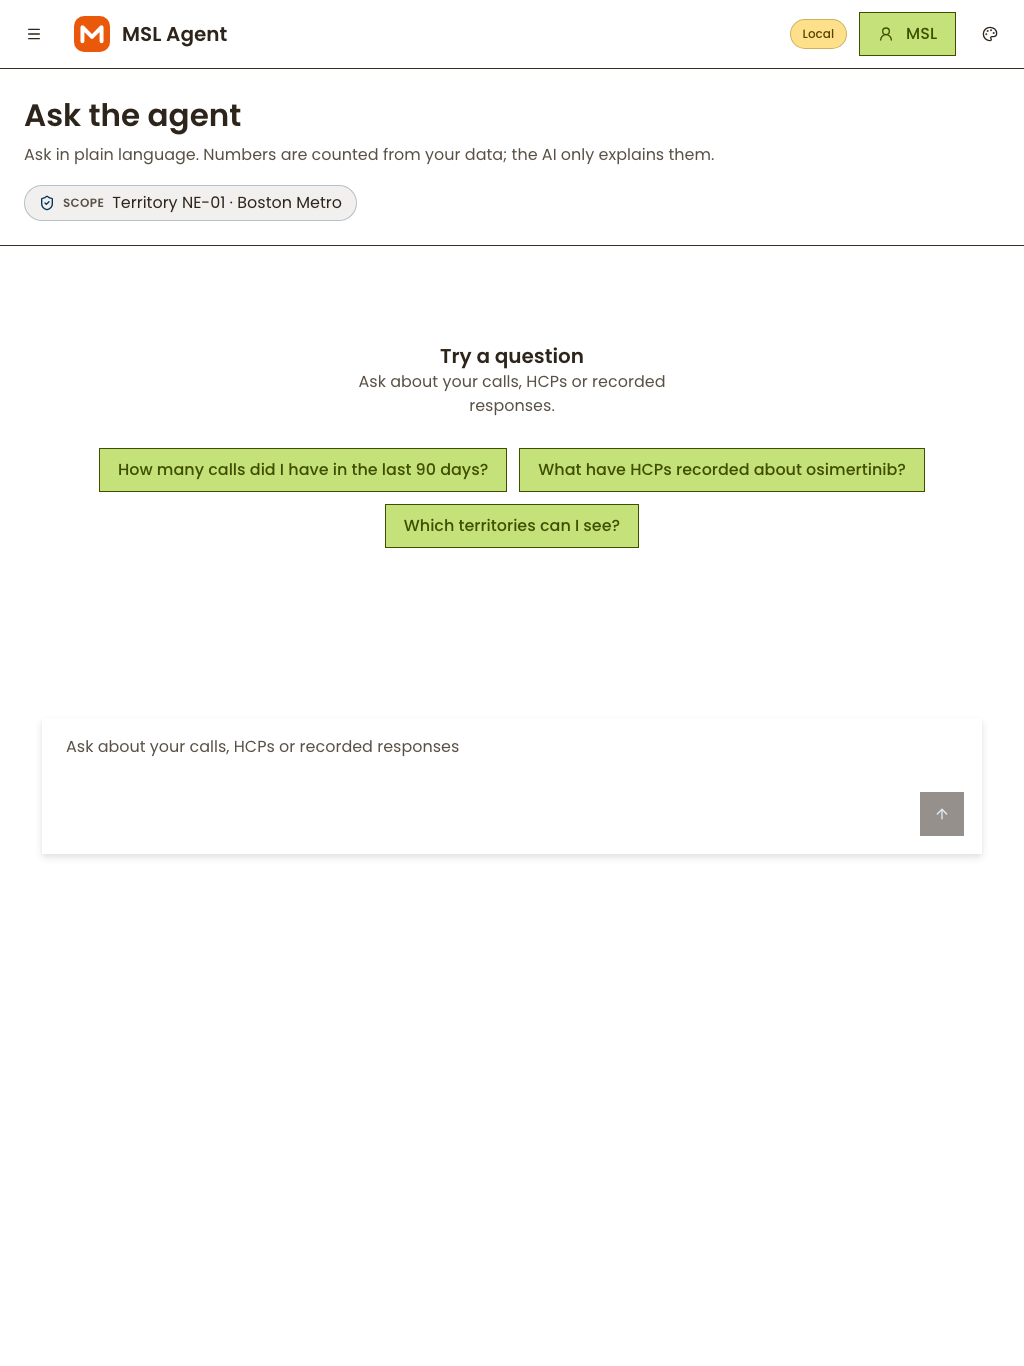 MSL Agent
Local
MSL
Ask the agent
Ask in plain language. Numbers are counted from your data; the AI only explains them.
SCOPE Territory NE-01 · Boston Metro
Try a question
Ask about your calls, HCPs or recorded
responses.
How many calls did I have in the last 90 days?
What have HCPs recorded about osimertinib?
Which territories can I see?
Ask about your calls, HCPs or recorded responses